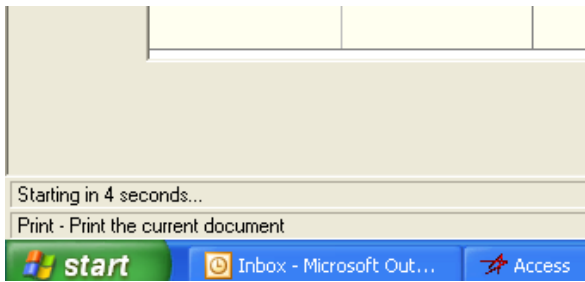 Starting in 4 seconds...
Print - Print the current document
start Inbox - Microsoft Out... Access